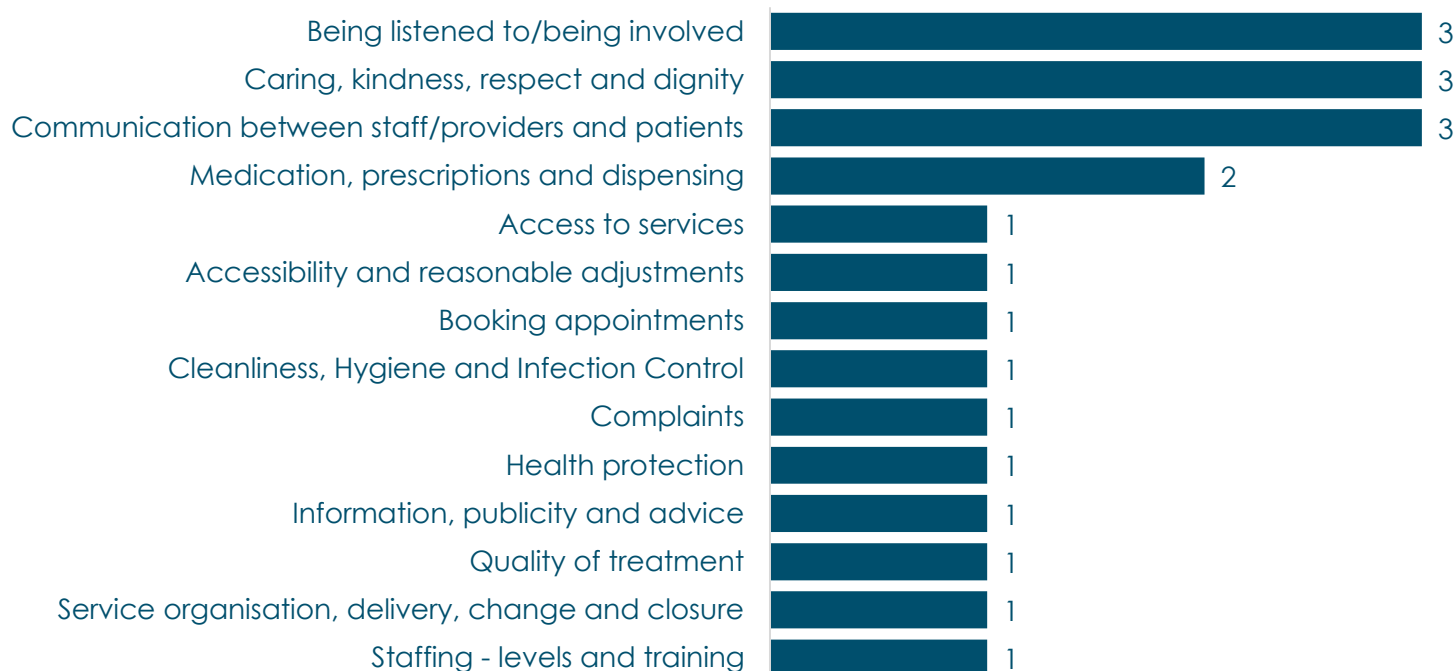 Being listened to/being involved 3
Caring, kindness, respect and dignity 3
Communication between staff/providers and patients 3
Medication, prescriptions and dispensing 2
Access to services 1
Accessibility and reasonable adjustments 1
Booking appointments 1
Cleanliness, Hygiene and Infection Control 1
Complaints 1
Health protection 1
Information, publicity and advice 1
Quality of treatment 1
Service organisation, delivery, change and closure 1
Staffing - levels and training 1